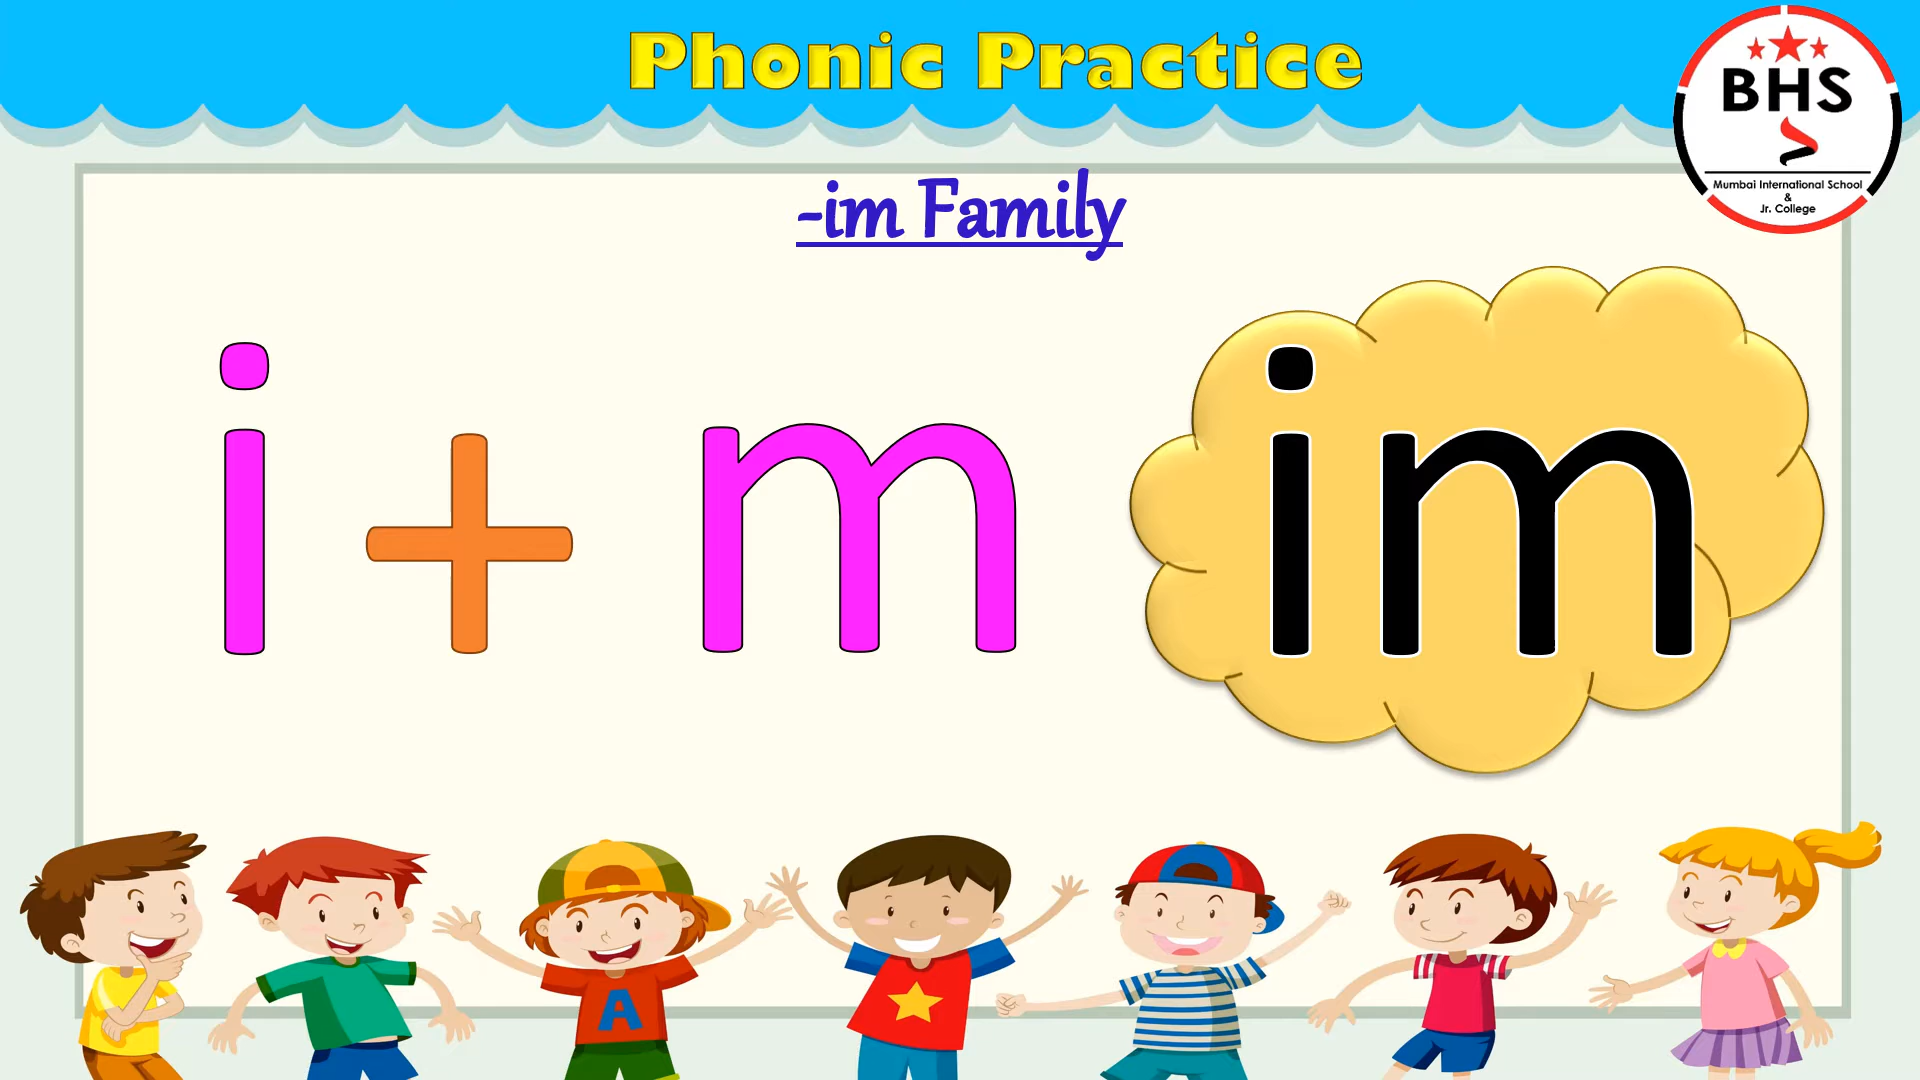 Phonic Practice
BHS
Mumbai International School
&
Jr. College
-im Family
i + m im
A